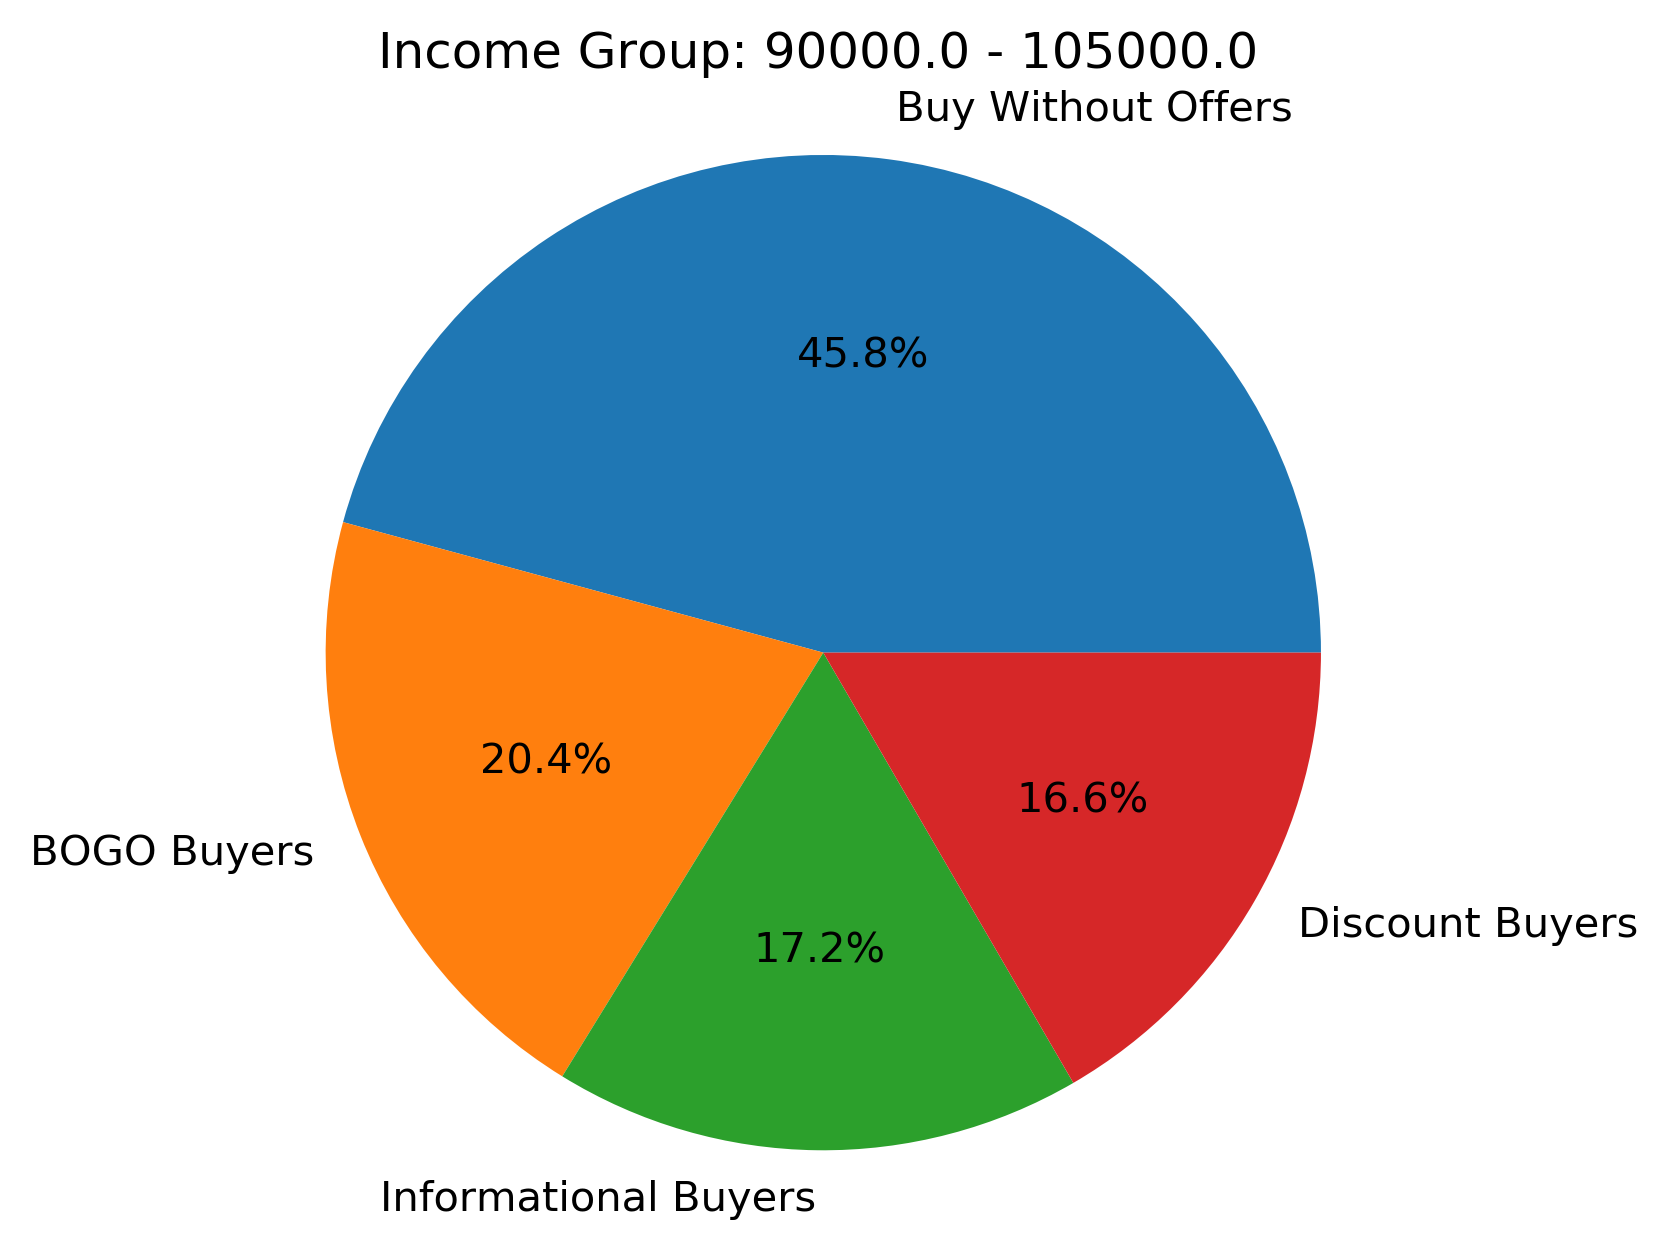 Income Group: 90000.0 - 105000.0
Buy Without Offers
45.8%
20.4%
16.6%
BOGO Buyers
Discount Buyers
17.2%
Informational Buyers